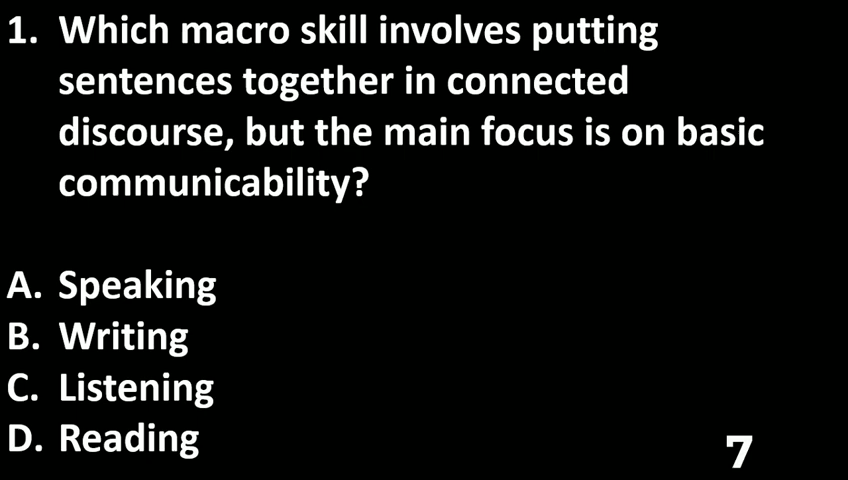 1. Which macro skill involves putting
sentences together in connected
discourse, but the main focus is on basic
communicability?
A. Speaking
B. Writing
C. Listening
D. Reading
7